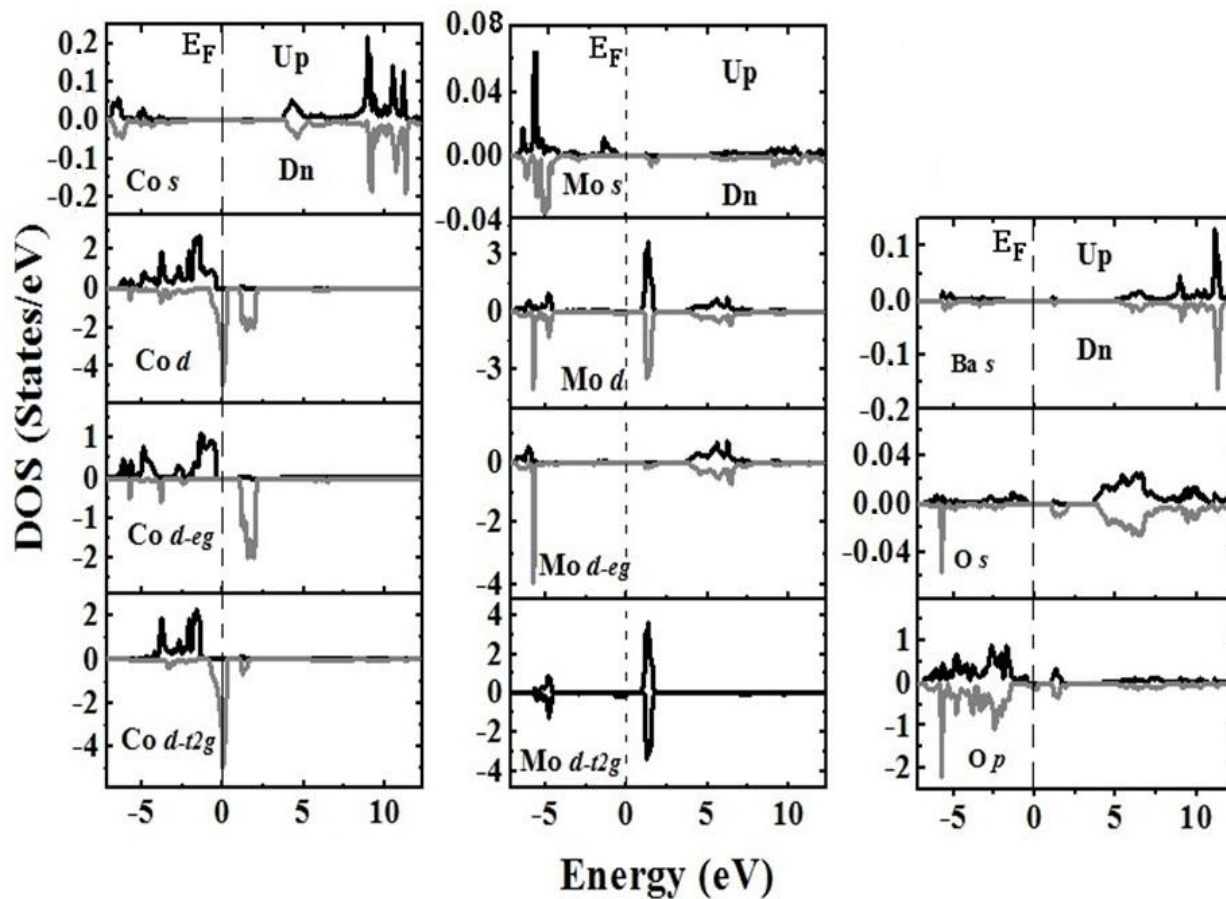 DOS (States/eV)
0.2
0.1
0.0
-0.1
-0.2
E_F
Up
Dn
Co s
2
0
-2
-4
Co d
1
0
-1
-2
Co d-eg
2
0
-2
-4
Co d-t2g
-5
0
5
10
0.08
0.04
0.00
-0.04
E_F
Up
Dn
Mo s
3
0
-3
Mo d
0
-2
-4
Mo d-eg
4
2
0
-2
-4
Mo d-t2g
-5
0
5
10
0.1
0.0
-0.1
-0.2
E_F
Up
Dn
Ba s
0.04
0.00
-0.04
O s
1
0
-1
-2
O p
-5
0
5
10
Energy (eV)